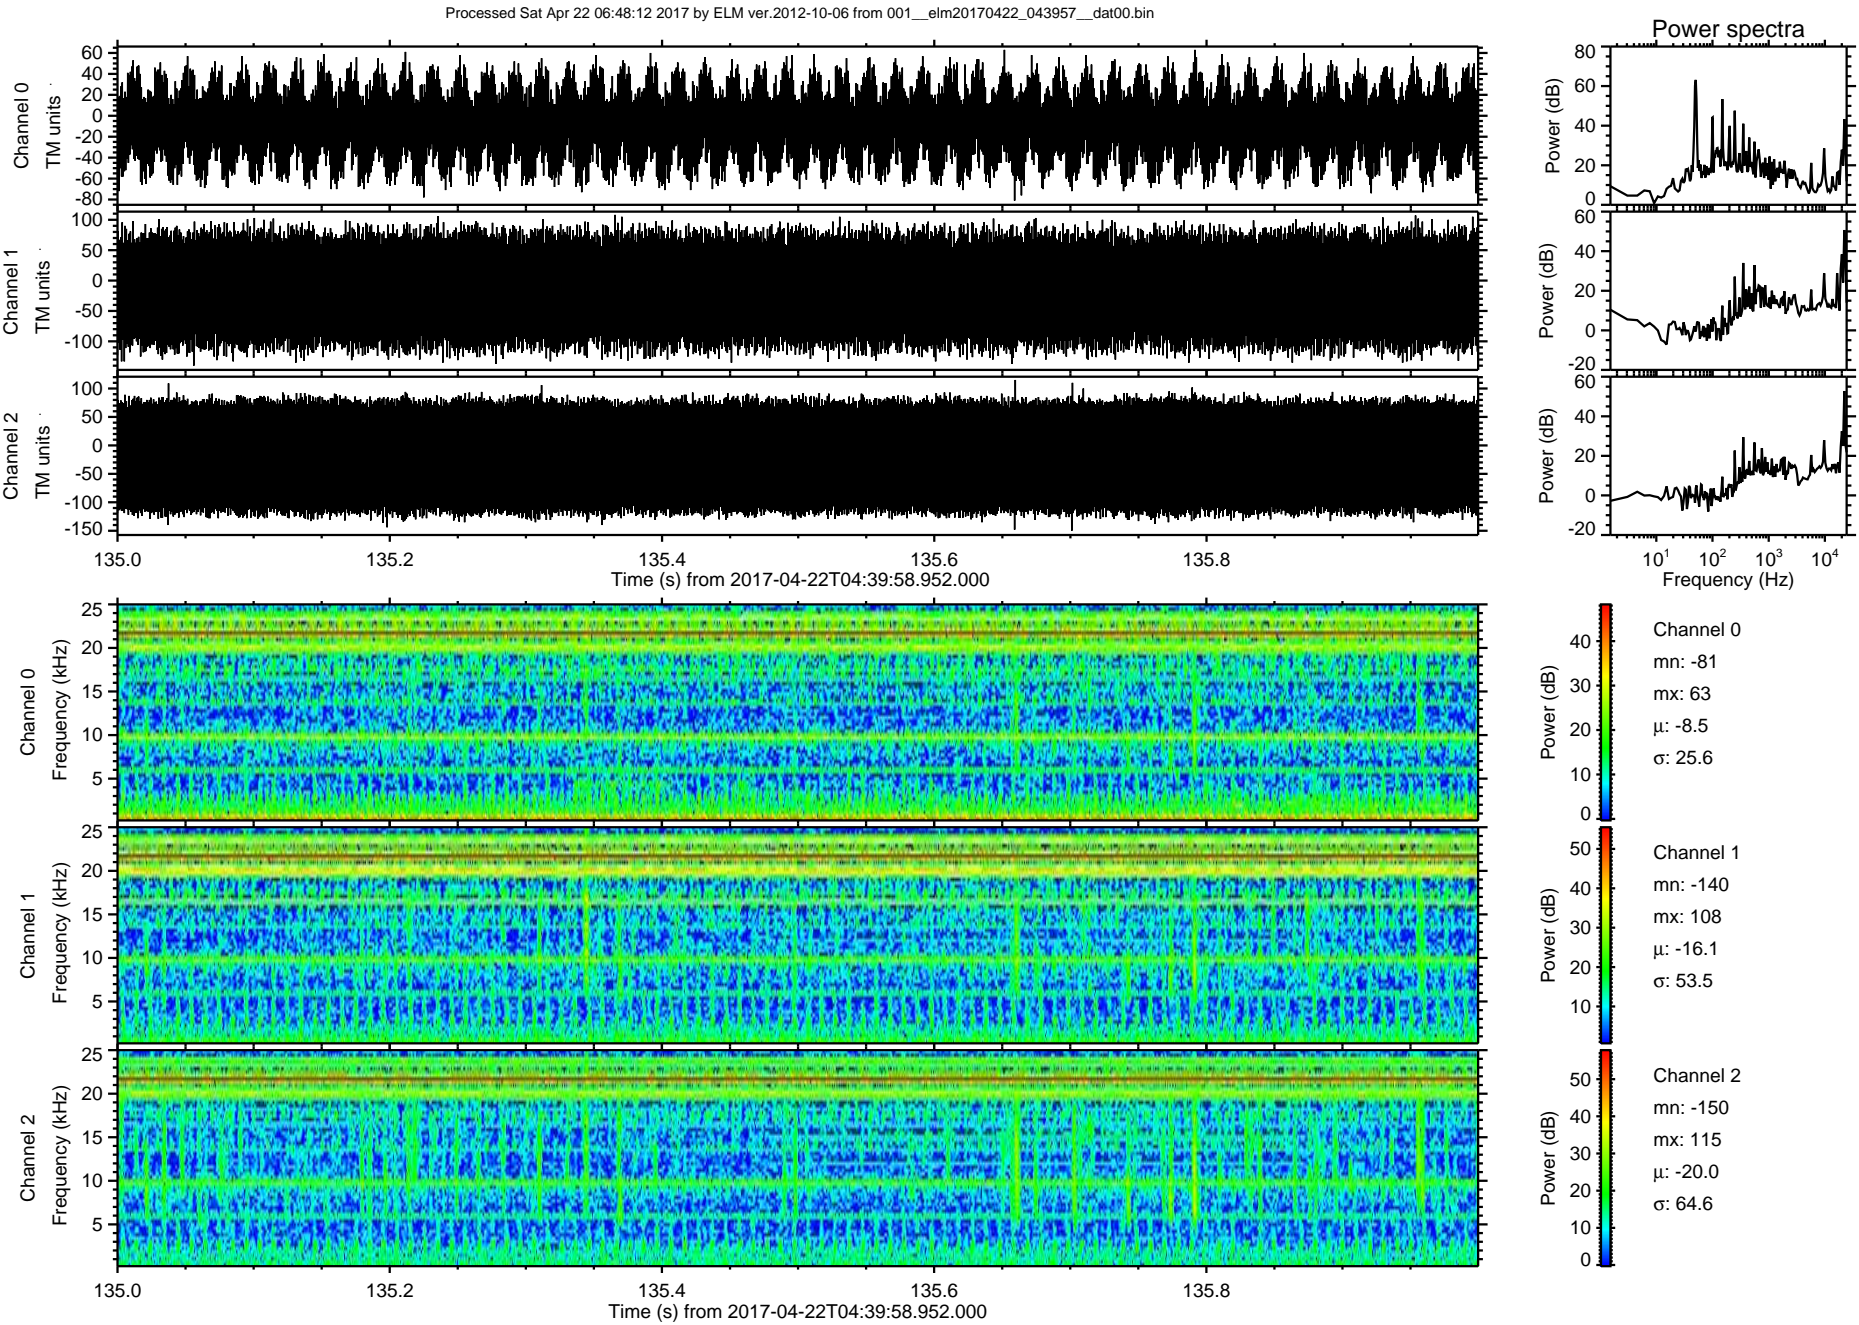 Processed Sat Apr 22 06:48:12 2017 by ELM ver.2012-10-06 from 001__elm20170422_043957__dat00.bin
Power spectra
Channel 0
TM units
60
40
20
0
-20
-40
-60
-80
Power (dB)
80
60
40
20
0
Channel 1
TM units
100
50
0
-50
-100
Power (dB)
60
40
20
0
-20
Channel 2
TM units
100
50
0
-50
-100
-150
Power (dB)
60
40
20
0
-20
135.0 135.2 135.4 135.6 135.8
Time (s) from 2017-04-22T04:39:58.952.000
10^1 10^2 10^3 10^4
Frequency (Hz)
Channel 0
Frequency (kHz)
25
20
15
10
5
Power (dB)
40
30
20
10
0
Channel 0
mn: -81
mx: 63
μ: -8.5
σ: 25.6
Channel 1
Frequency (kHz)
25
20
15
10
5
Power (dB)
50
40
30
20
10
Channel 1
mn: -140
mx: 108
μ: -16.1
σ: 53.5
Channel 2
Frequency (kHz)
25
20
15
10
5
Power (dB)
50
40
30
20
10
0
Channel 2
mn: -150
mx: 115
μ: -20.0
σ: 64.6
135.0 135.2 135.4 135.6 135.8
Time (s) from 2017-04-22T04:39:58.952.000